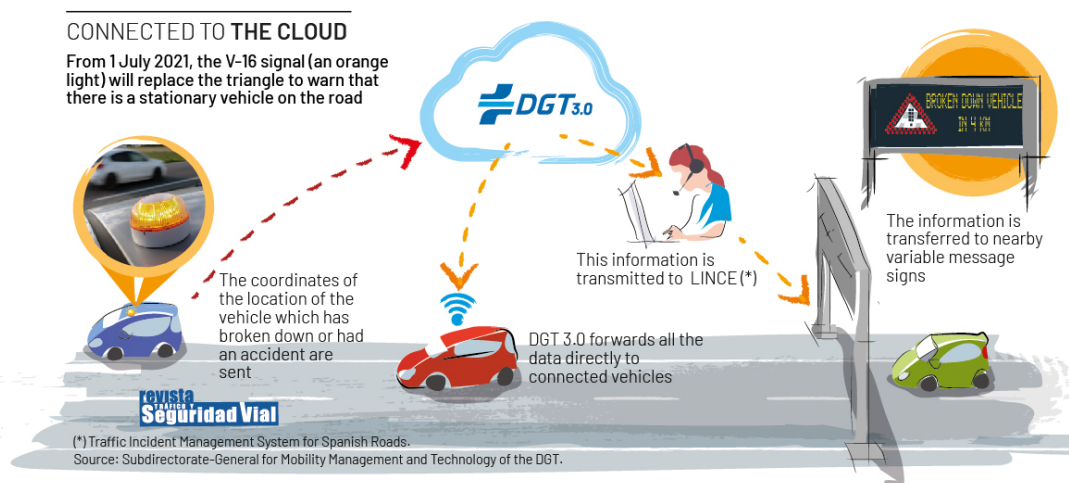 CONNECTED TO THE CLOUD
From 1 July 2021, the V-16 signal (an orange
light) will replace the triangle to warn that
there is a stationary vehicle on the road
DGT3.0
BROKEN DOWN VEHICLE
IN 4 KM
The information is
transferred to nearby
variable message
signs
This information is
transmitted to LINCE (*)
The coordinates of
the location of the
vehicle which has
broken down or had
an accident are
sent
DGT 3.0 forwards all the
data directly to
connected vehicles
revista
TRÁFICO Y
Seguridad Vial
(*) Traffic Incident Management System for Spanish Roads.
Source: Subdirectorate-General for Mobility Management and Technology of the DGT.